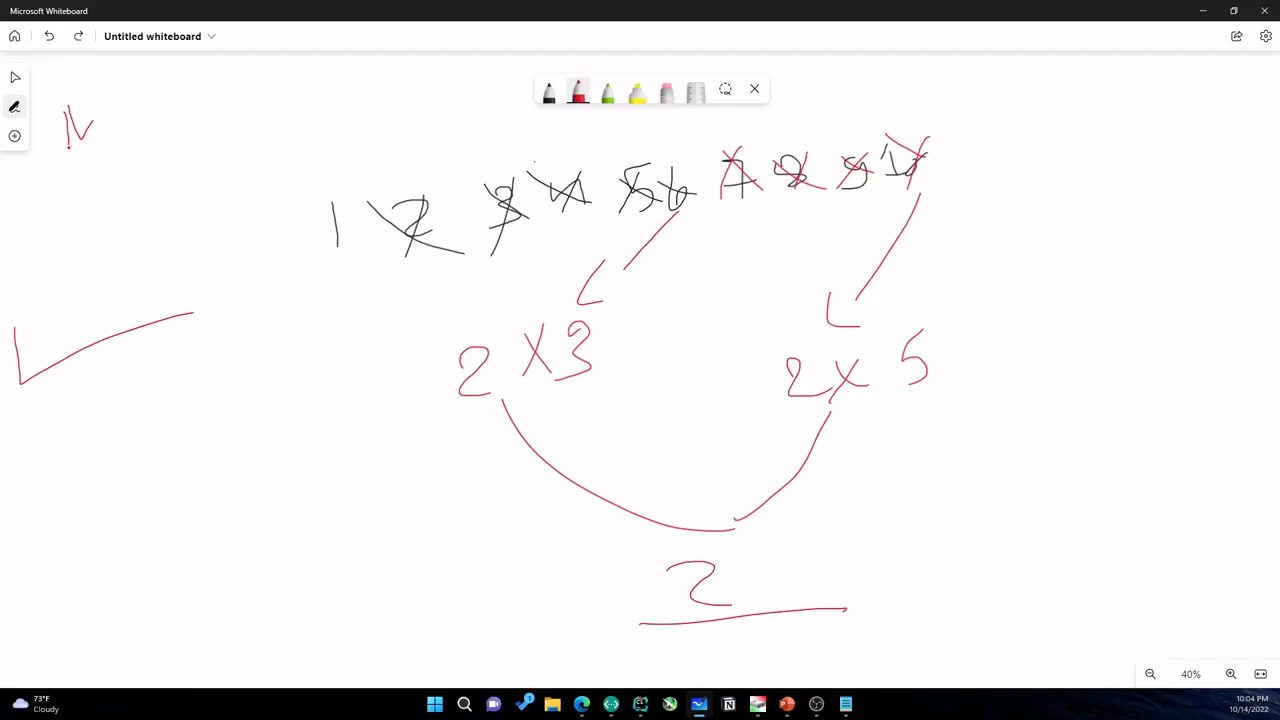 Microsoft Whiteboard
Untitled whiteboard
N
1 2 3 4 5 6 7 8 9 10
2 X 3
2 x 5
2
40%
73°F
Cloudy
10:04 PM
10/14/2022